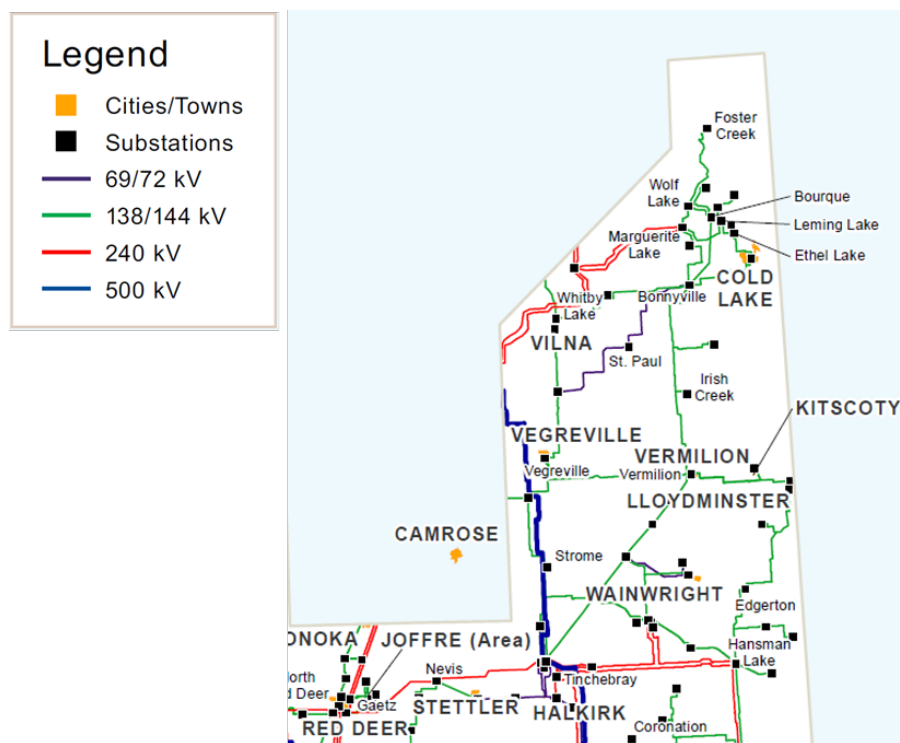 Legend
Cities/Towns
Substations
69/72 kV
138/144 kV
240 kV
500 kV
Foster
Creek
Wolf
Lake
Bourque
Leming Lake
Marguerite
Lake
Ethel Lake
COLD
LAKE
Whitby
Lake
Bonnyville
VILNA
St. Paul
Irish
Creek
KITSCOTY
VEGREVILLE
VERMILION
Vegreville
Vermilion
LLOYDMINSTER
CAMROSE
Strome
WAINWRIGHT
Edgerton
ONOKA
JOFFRE (Area)
Hansman
Lake
Nevis
orth
d Deer
Tinchebray
Gaetz
STETTLER
HALKIRK
RED DEER
Coronation